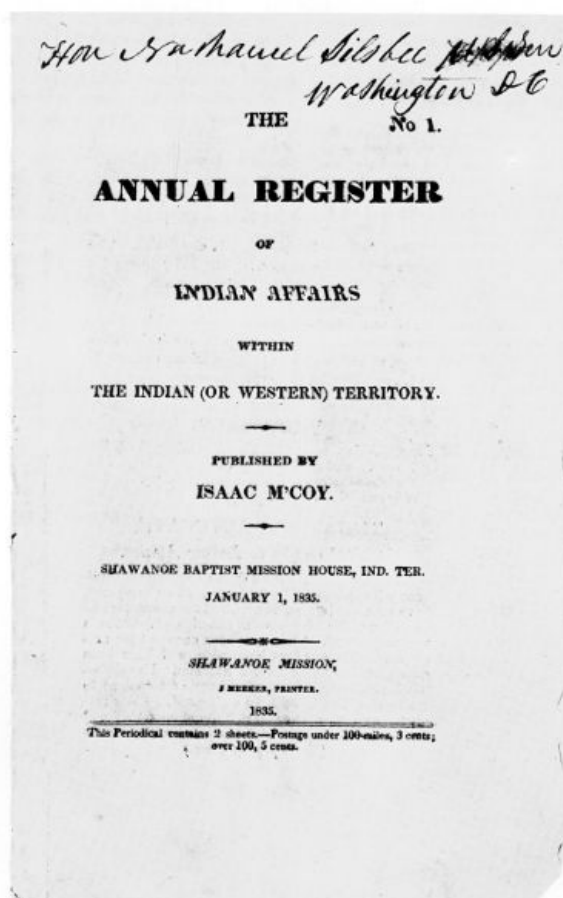 Hon Nathaniel Silsbee
Washington D C
THE
No 1.
ANNUAL REGISTER
OF
INDIAN AFFAIRS
WITHIN
THE INDIAN (OR WESTERN) TERRITORY.
PUBLISHED BY
ISAAC M'COY.
SHAWANOE BAPTIST MISSION HOUSE, IND. TER.
JANUARY 1, 1835.
SHAWANOE MISSION,
J MEEKER, PRINTER.
1835.
This Periodical contains 2 sheets.—Postage under 100 miles, 3 cents;
over 100, 5 cents.